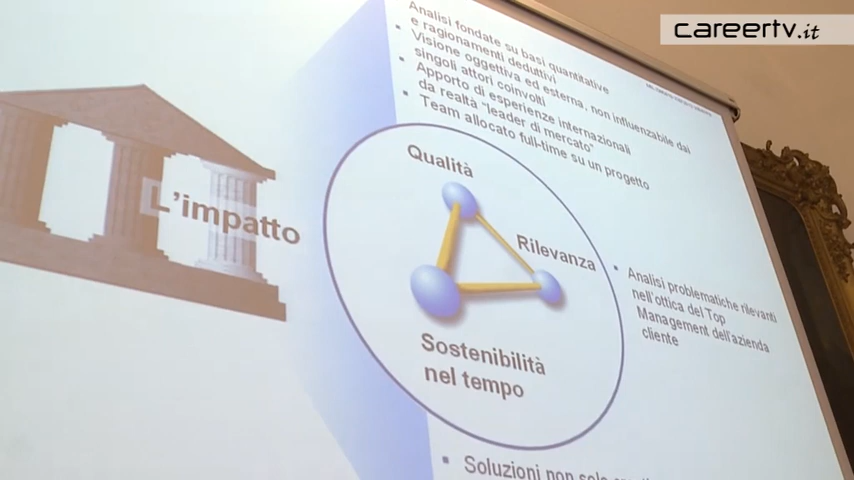 careerTV.it
Analisi fondate su basi quantitative
e ragionamenti deduttivi
Visione oggettiva ed esterna, non influenzabile dai
singoli attori coinvolti
Apporto di esperienze internazionali
da realtà "leader di mercato"
Team allocato full-time su un progetto
Qualità
L'impatto
Rilevanza
Analisi problematiche rilevanti
nell'ottica del Top
Management dell'azienda
cliente
Sostenibilità
nel tempo
Soluzioni non solo